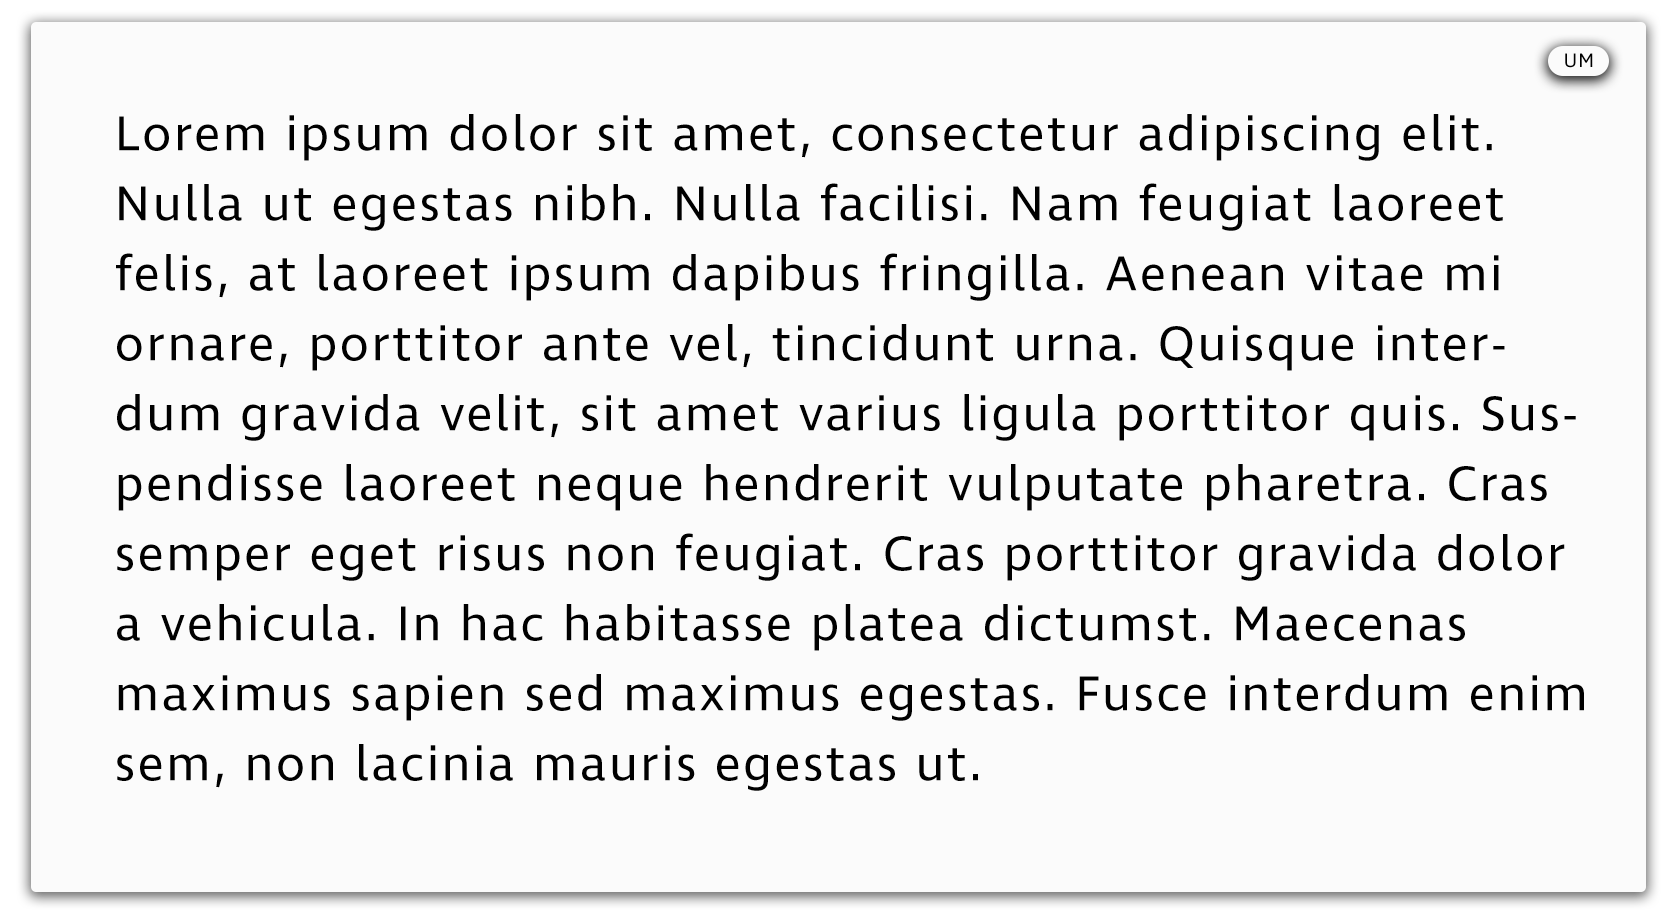 UM
Lorem ipsum dolor sit amet, consectetur adipiscing elit.
Nulla ut egestas nibh. Nulla facilisi. Nam feugiat laoreet
felis, at laoreet ipsum dapibus fringilla. Aenean vitae mi
ornare, porttitor ante vel, tincidunt urna. Quisque inter-
dum gravida velit, sit amet varius ligula porttitor quis. Sus-
pendisse laoreet neque hendrerit vulputate pharetra. Cras
semper eget risus non feugiat. Cras porttitor gravida dolor
a vehicula. In hac habitasse platea dictumst. Maecenas
maximus sapien sed maximus egestas. Fusce interdum enim
sem, non lacinia mauris egestas ut.